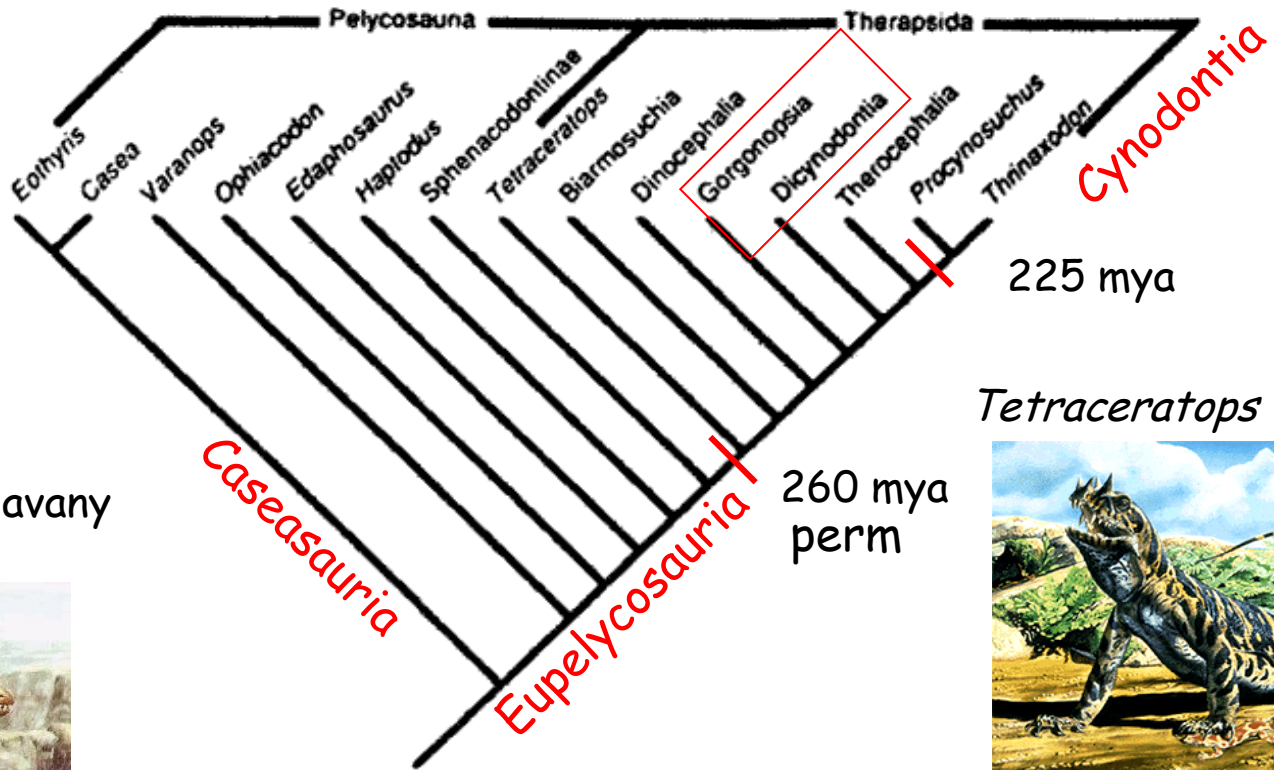 Pelycosauna Therapsida
Eothyris
Casea
Varanops
Ophiacodon
Edaphosaurus
Haplodus
Sphenacodontinae
Tetraceratops
Biarmosuchia
Dinocephalia
Gorgonopsia
Dicynodontia
Therocephalia
Procynosuchus
Thrinaxodon
Cynodontia
225 mya
Tetraceratops
Caseasauria
Eupelycosauria
260 mya
perm
avany